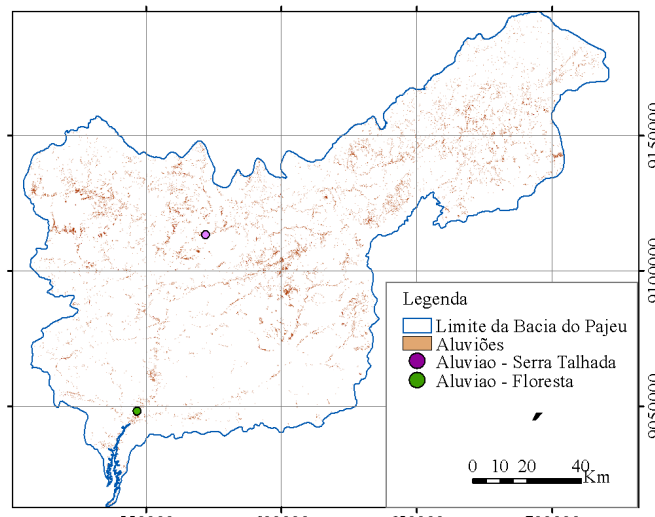 9150000
9100000
9050000
Legenda
Limite da Bacia do Pajeu
Aluviões
Aluviao - Serra Talhada
Aluviao - Floresta
0 10 20 40
Km